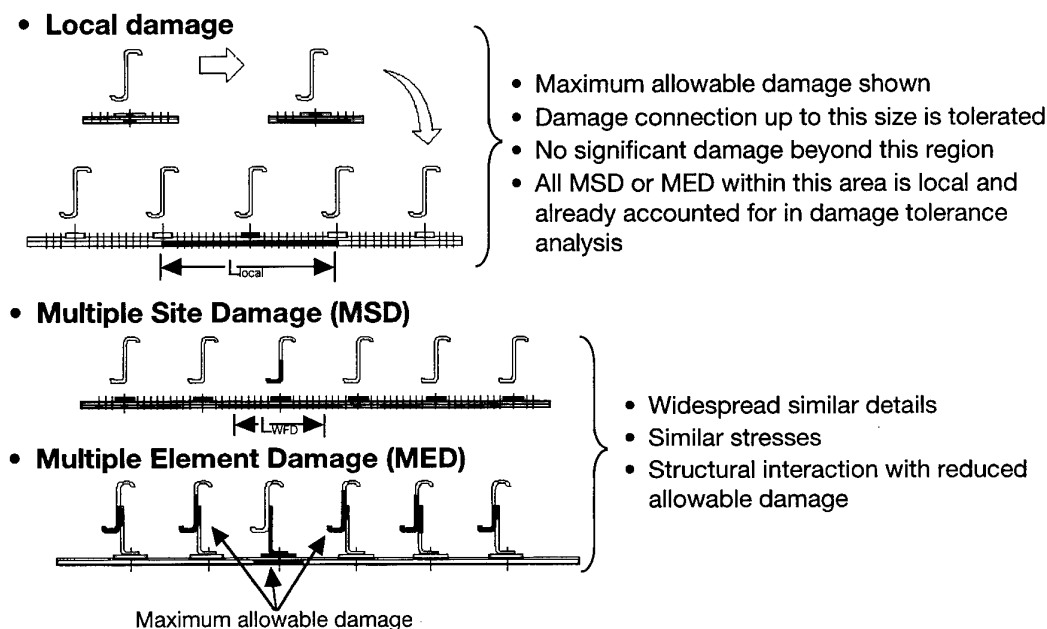 • Local damage
• Maximum allowable damage shown
• Damage connection up to this size is tolerated
• No significant damage beyond this region
• All MSD or MED within this area is local and
already accounted for in damage tolerance
analysis
Llocal
• Multiple Site Damage (MSD)
LWFD
• Multiple Element Damage (MED)
• Widespread similar details
• Similar stresses
• Structural interaction with reduced
allowable damage
Maximum allowable damage